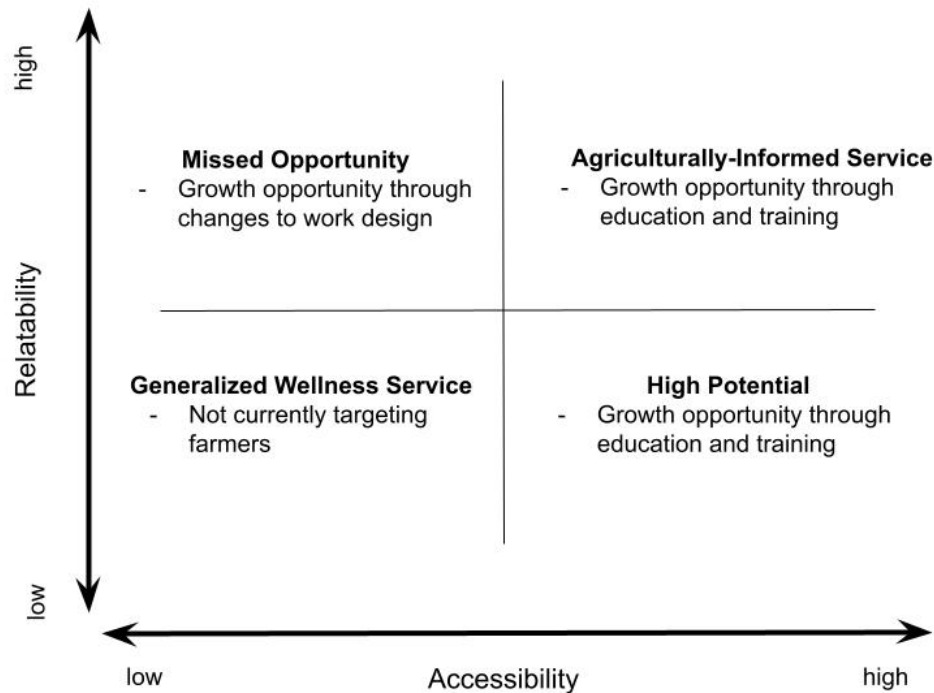 high
Missed Opportunity
- Growth opportunity through
changes to work design
Agriculturally-Informed Service
- Growth opportunity through
education and training
Relatability
Generalized Wellness Service
- Not currently targeting
farmers
High Potential
- Growth opportunity through
education and training
low
low
Accessibility
high